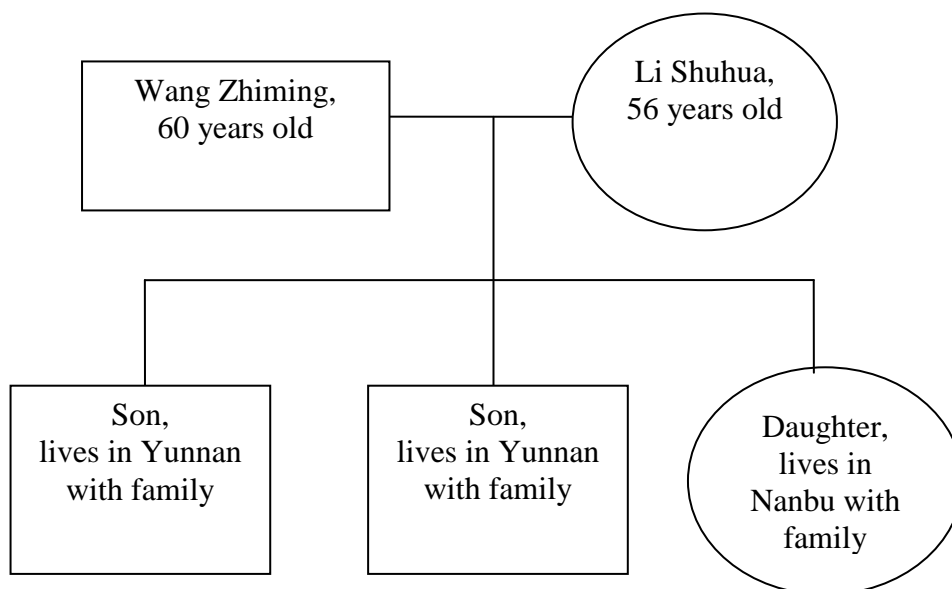 Wang Zhiming,
60 years old
Li Shuhua,
56 years old
Son,
lives in Yunnan
with family
Son,
lives in Yunnan
with family
Daughter,
lives in
Nanbu with
family